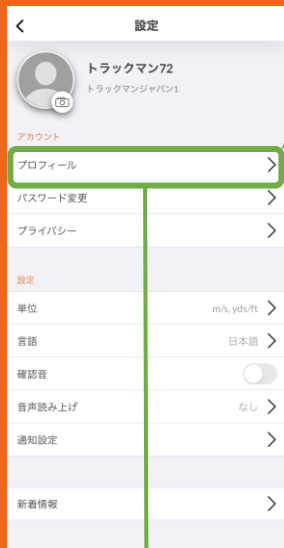 設定
トラックマン72
トラックマンジャパン1
アカウント
プロフィール
パスワード変更
プライバシー
設定
単位 m/s, yds/ft
言語 日本語
確認音
音声読み上げ なし
通知設定
新着情報